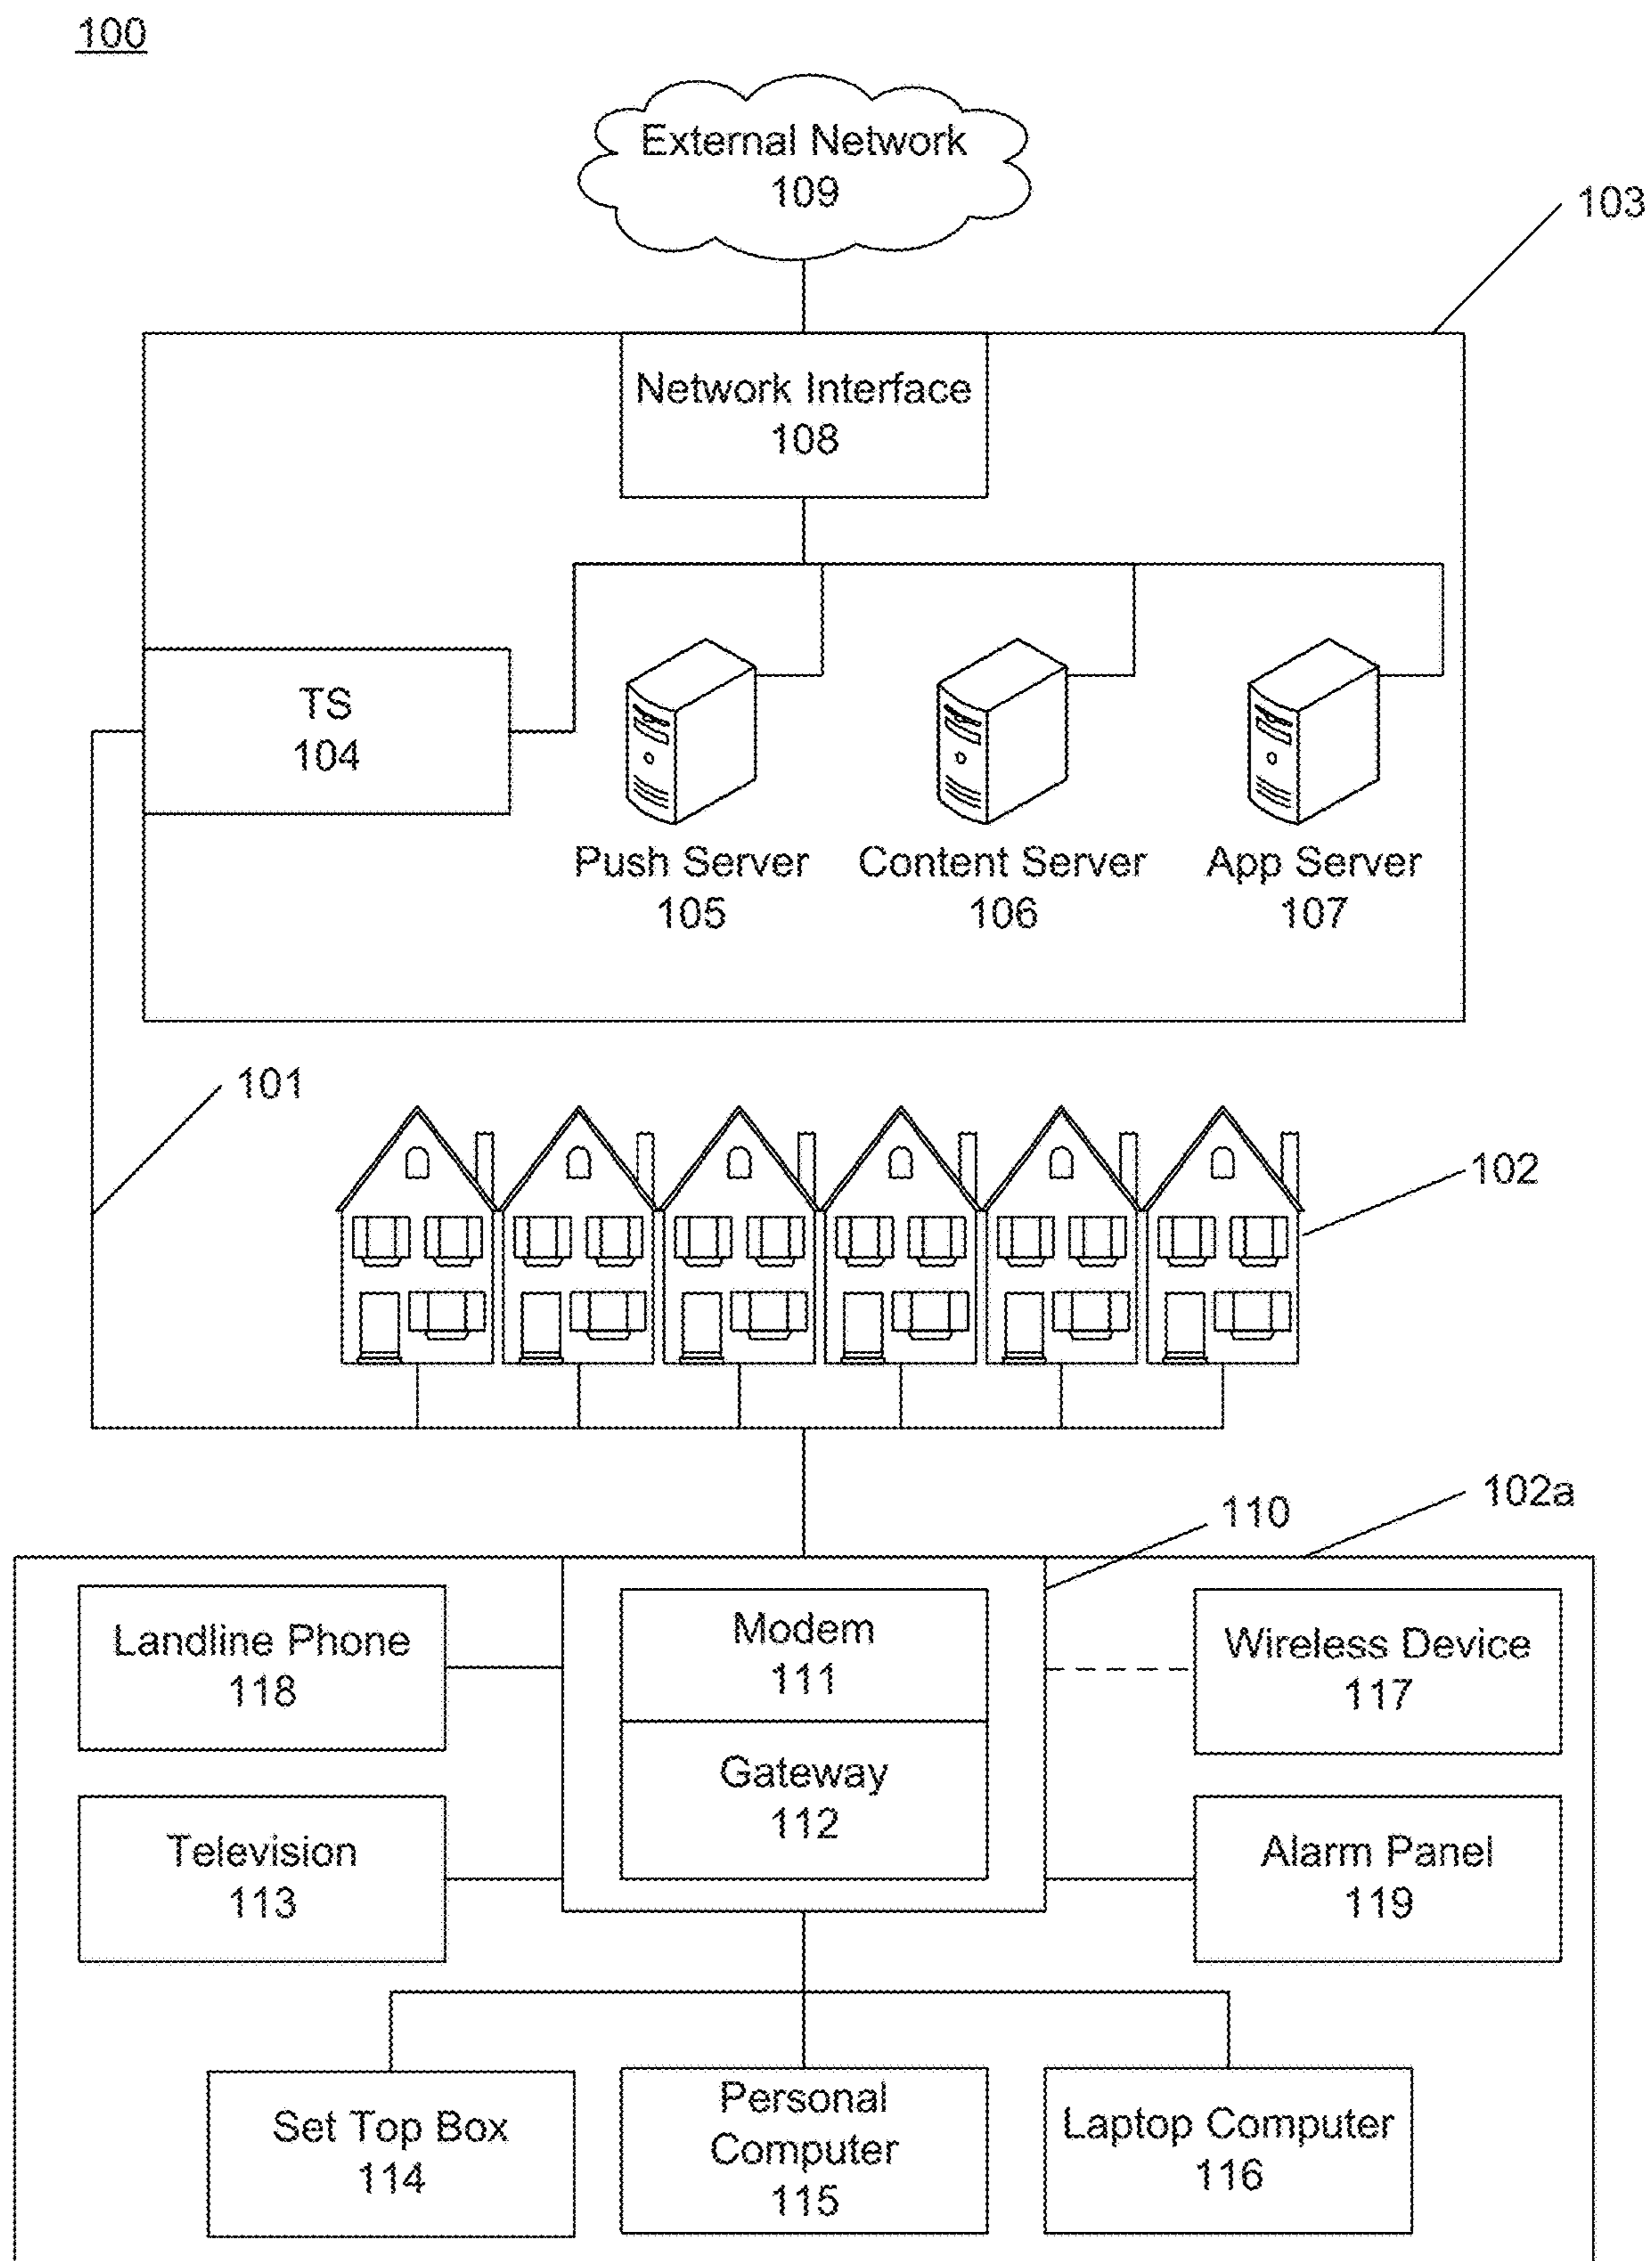 100
External Network
109
103
Network Interface
108
TS
104
Push Server
105
Content Server
106
App Server
107
101
102
102a
110
Landline Phone
118
Modem
111
Wireless Device
117
Gateway
112
Television
113
Alarm Panel
119
Set Top Box
114
Personal
Computer
115
Laptop Computer
116